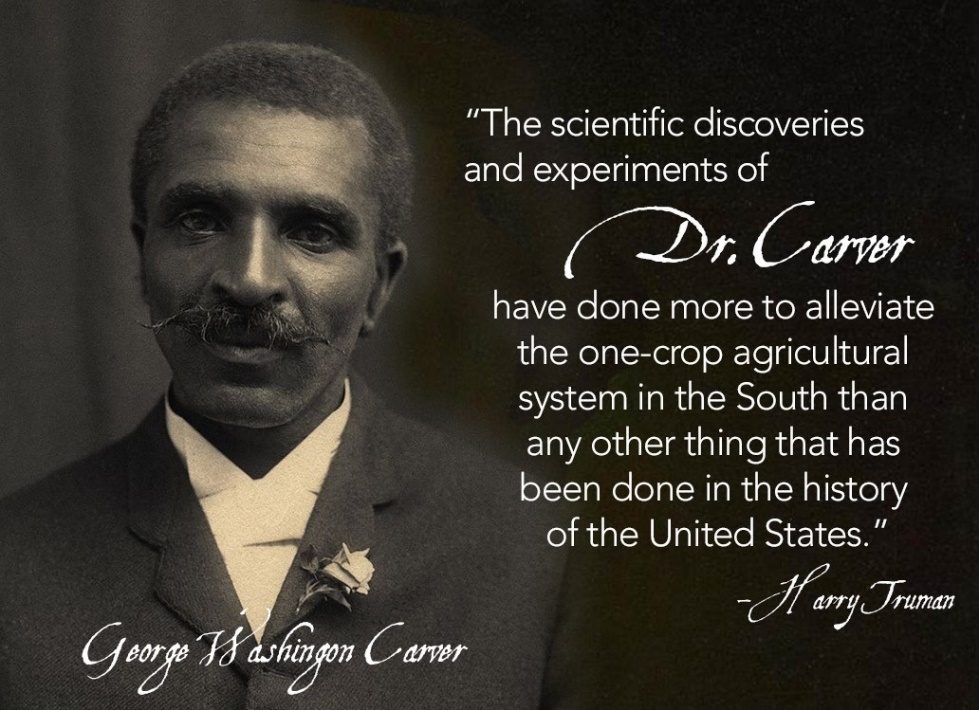 “The scientific discoveries
and experiments of
Dr. Carver
have done more to alleviate
the one-crop agricultural
system in the South than
any other thing that has
been done in the history
of the United States.”
-Harry Truman
George Washingon Carver